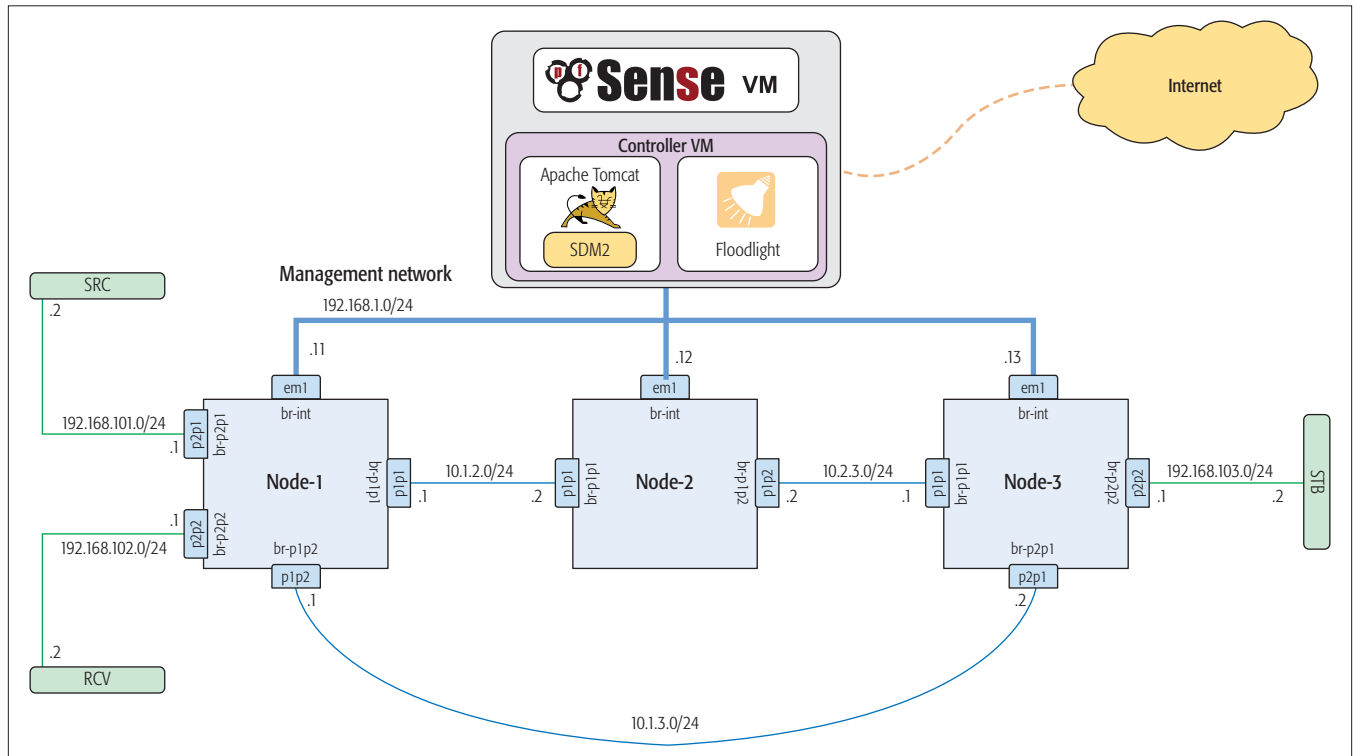 pf Sense VM
Internet
Controller VM
Apache Tomcat
SDM2
Floodlight
Management network
192.168.1.0/24
SRC
.2
.11
.12
.13
em1
br-int
em1
br-int
em1
br-int
192.168.101.0/24
.1
p2p1
br-p2p1
Node-1
p1p1
br-p1p1
10.1.2.0/24
.1
.2
p1p1
br-p1p1
Node-2
p1p2
br-p1p2
10.2.3.0/24
.2
.1
p1p1
br-p1p1
Node-3
p2p2
br-p2p2
192.168.103.0/24
.1
.2
STB
.1
p2p2
br-p2p2
192.168.102.0/24
br-p1p2
p1p2
.1
br-p2p1
p2p1
.2
.2
RCV
10.1.3.0/24